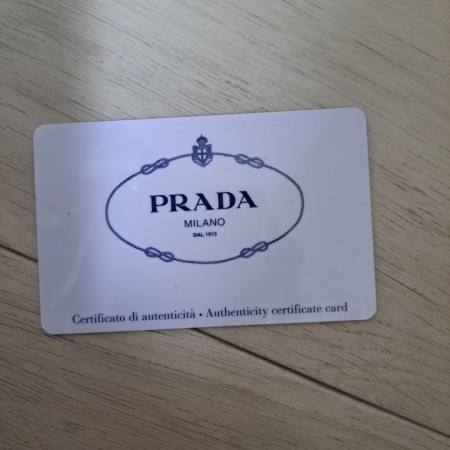 PRADA
MILANO
DAL 1913
Certificato di autenticità • Authenticity certificate card